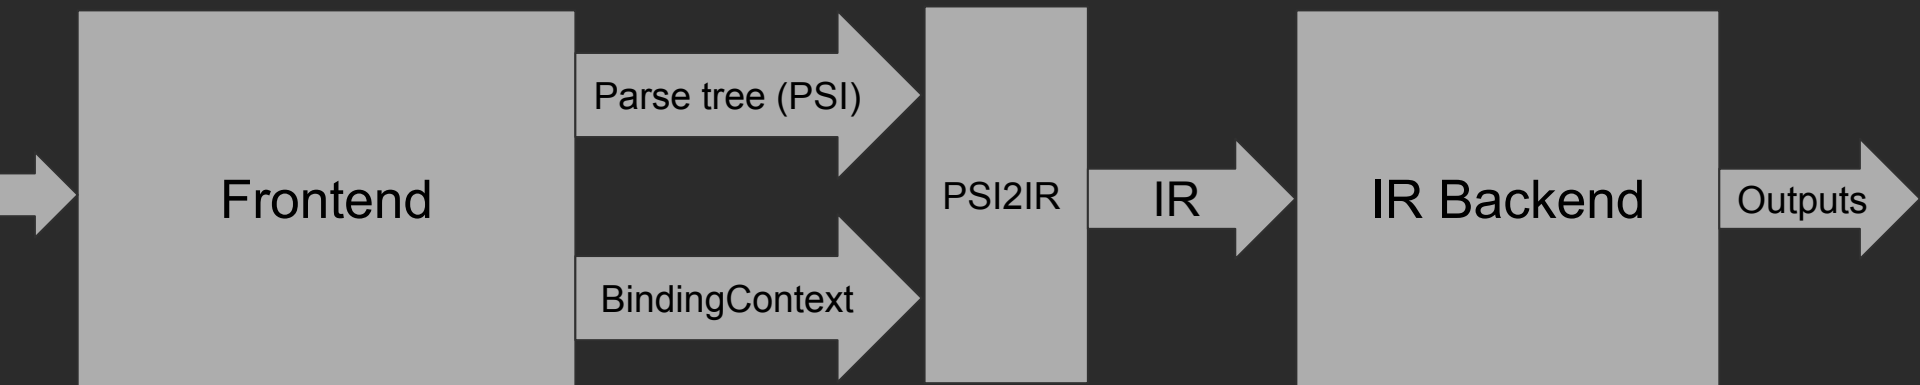 Frontend
Parse tree (PSI)
BindingContext
PSI2IR
IR
IR Backend
Outputs